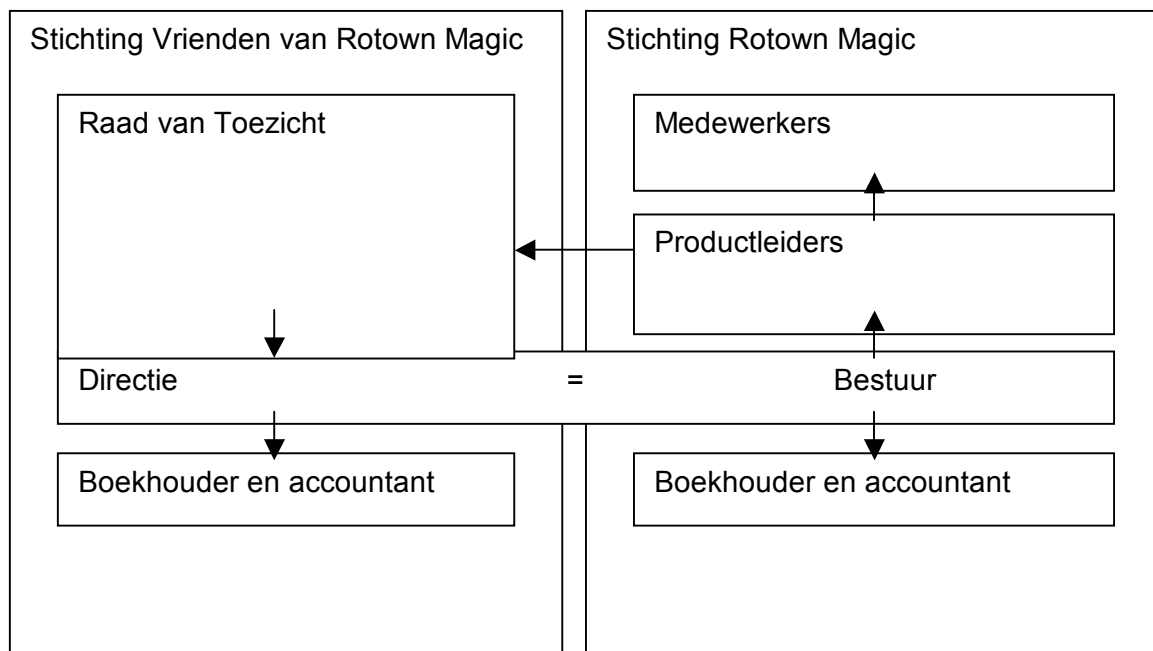 Stichting Vrienden van Rotown Magic
Raad van Toezicht
Stichting Rotown Magic
Medewerkers
Productleiders
Directie = Bestuur
Boekhouder en accountant
Boekhouder en accountant